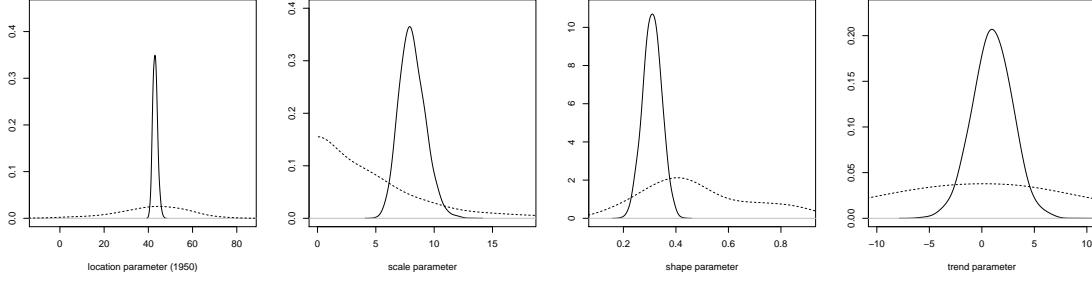 0.0 0.1 0.2 0.3 0.4
0 20 40 60 80
location parameter (1950)
0.0 0.1 0.2 0.3 0.4
0 5 10 15
scale parameter
0 2 4 6 8 10
0.2 0.4 0.6 0.8
shape parameter
0.00 0.05 0.10 0.15 0.20
−10 −5 0 5 10
trend parameter